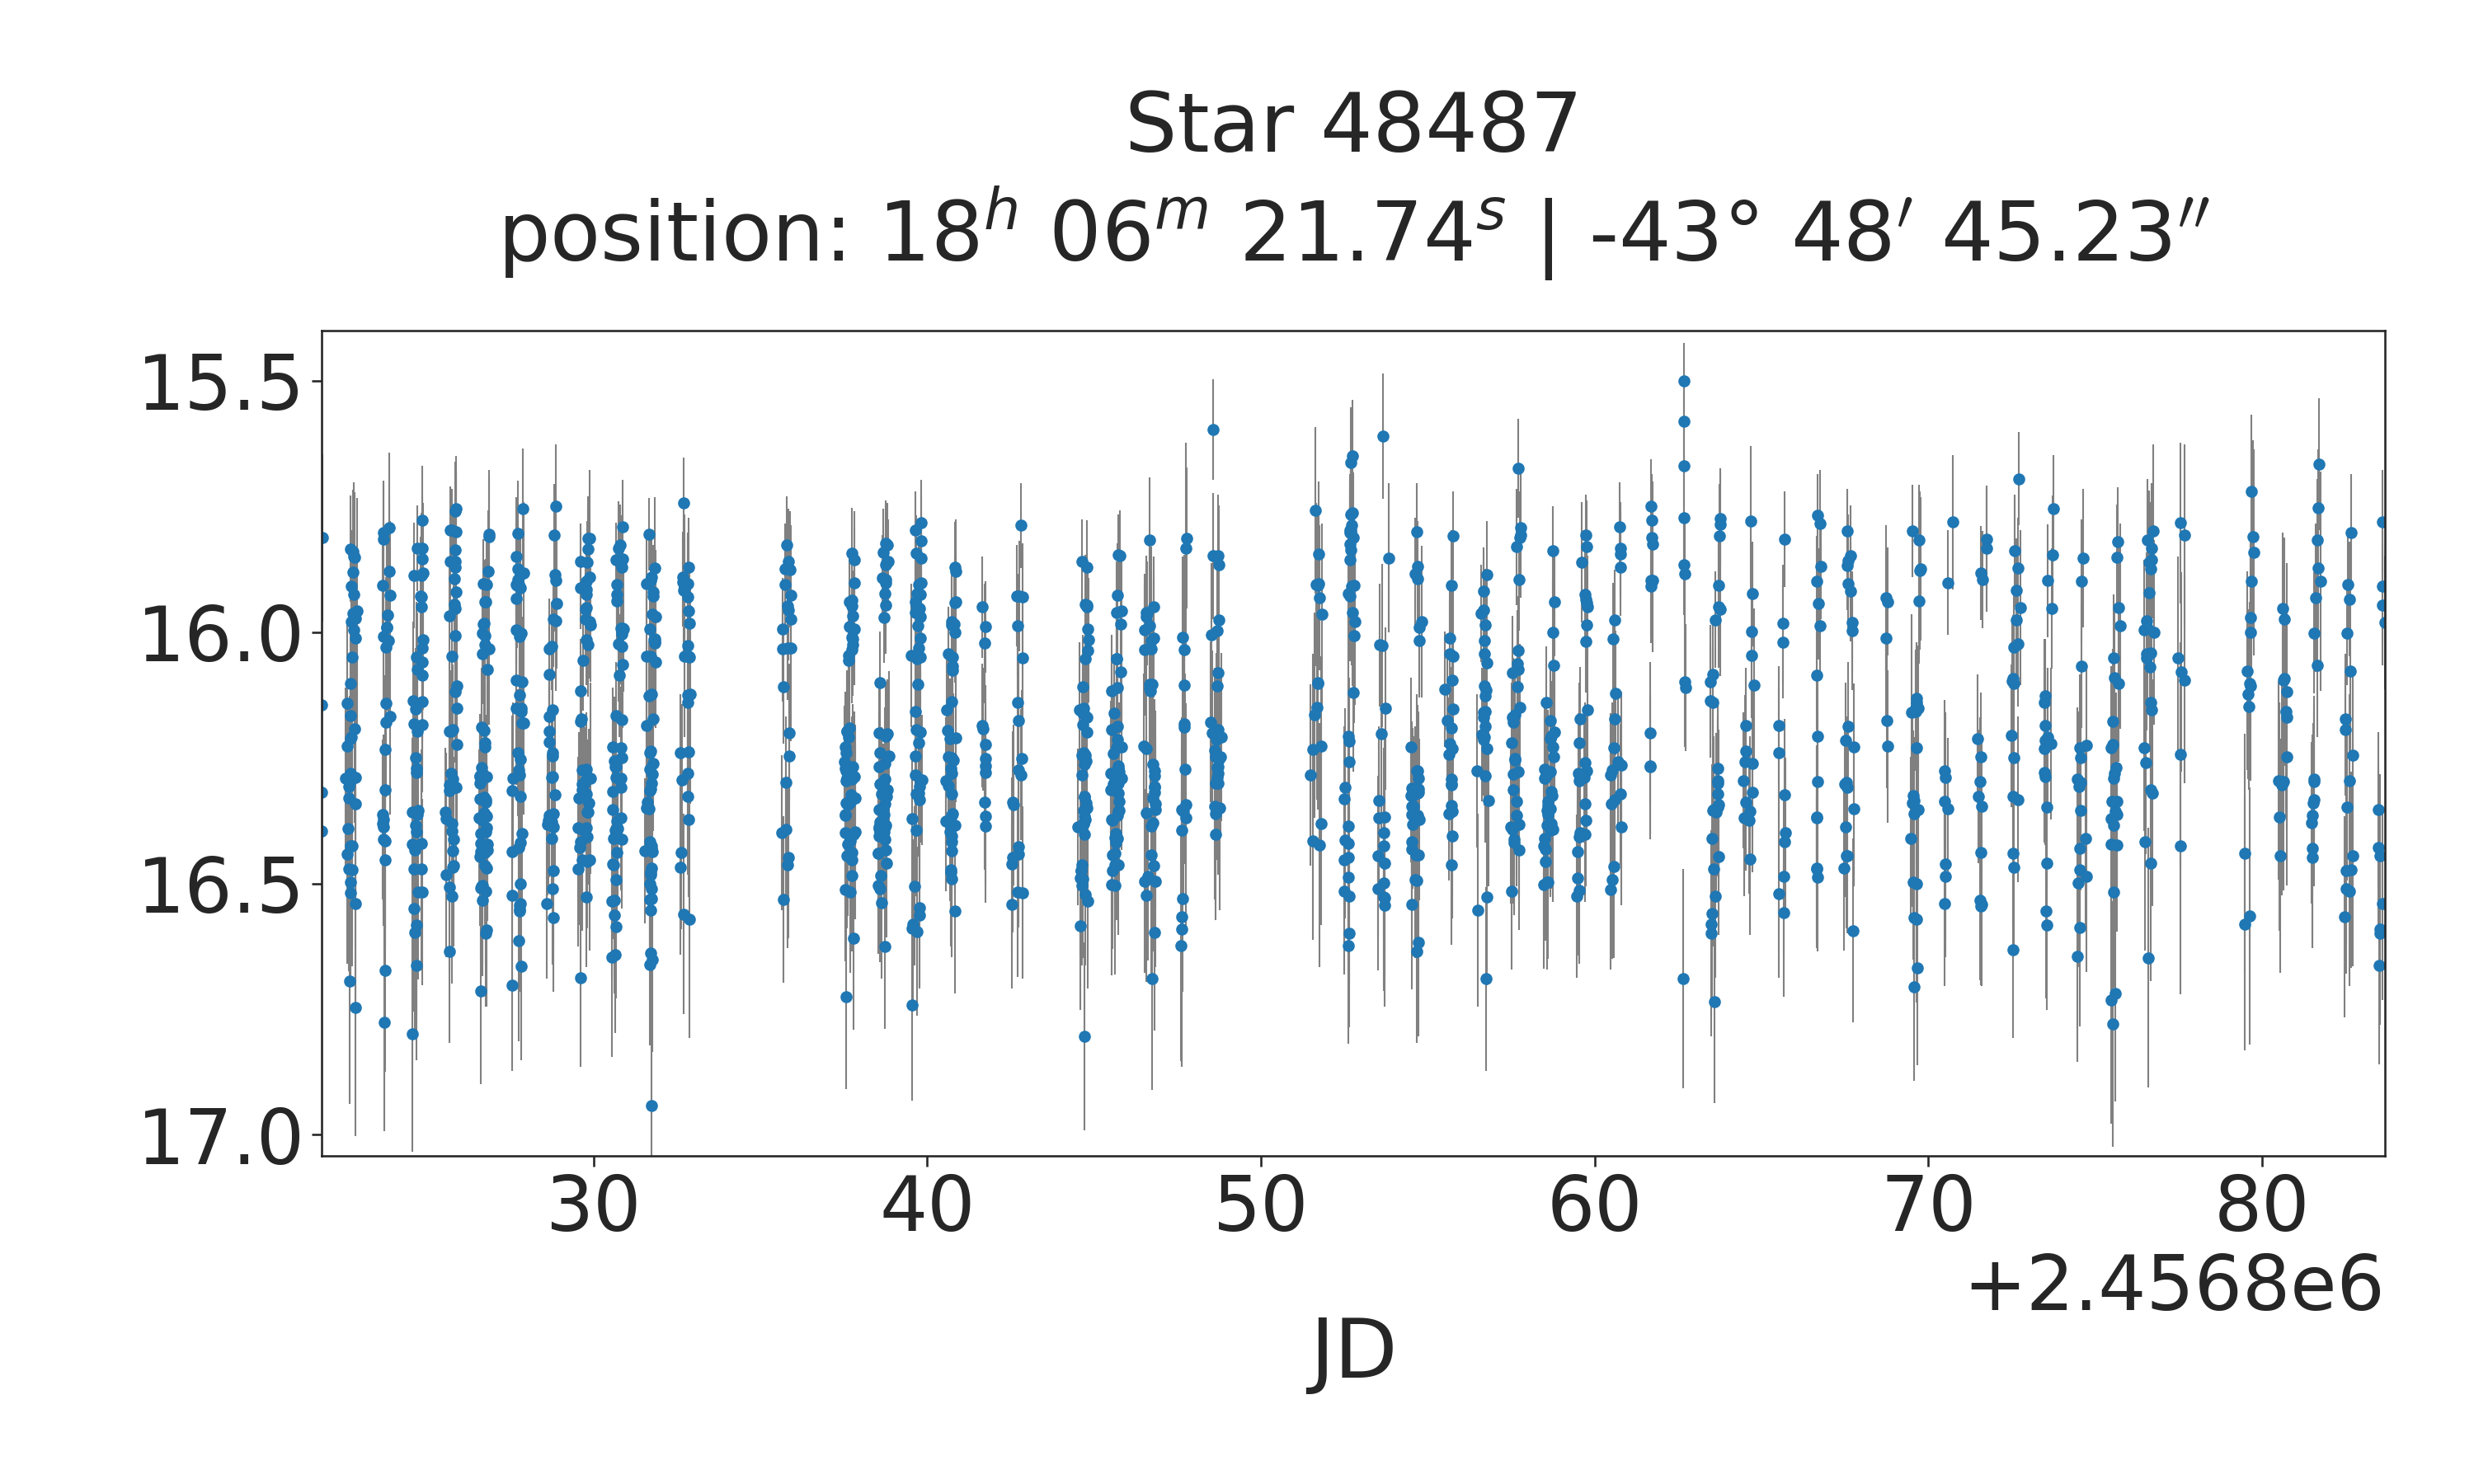 Star 48487
position: 18h 06m 21.74s | -43° 48′ 45.23′′
15.5
16.0
16.5
17.0
30 40 50 60 70 80
+2.4568e6
JD